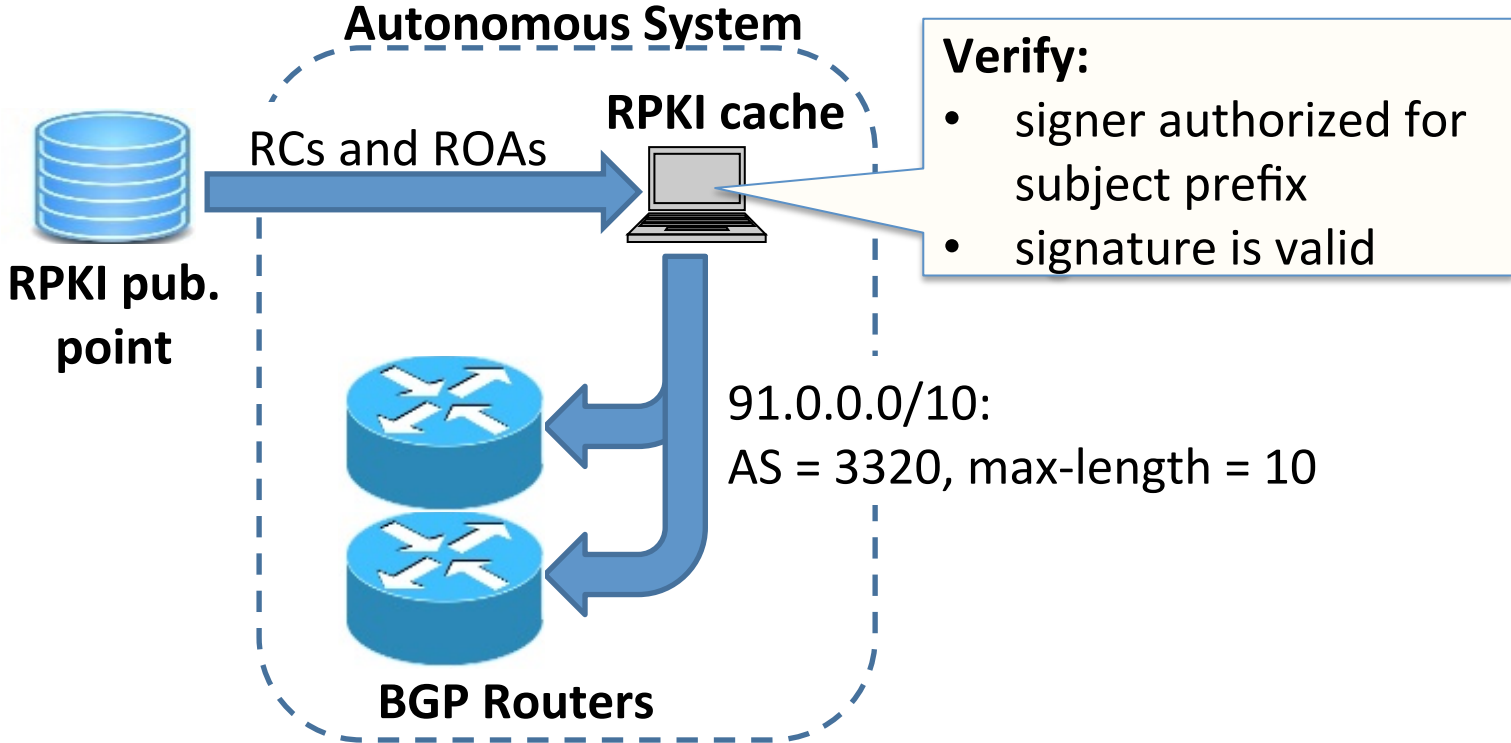 Autonomous System
RPKI cache
RCs and ROAs
RPKI pub.
point
Verify:
• signer authorized for
subject prefix
• signature is valid
91.0.0.0/10:
AS = 3320, max-length = 10
BGP Routers